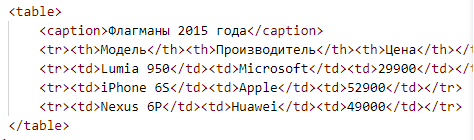 <table>
<caption>Флагманы 2015 года</caption>
<tr><th>Модель</th><th>Производитель</th><th>Цена</th></
<tr><td>Lumia 950</td><td>Microsoft</td><td>29900</td></tr>
<tr><td>iPhone 6S</td><td>Apple</td><td>52900</td></tr>
<tr><td>Nexus 6P</td><td>Huawei</td><td>49000</td></tr>
</table>